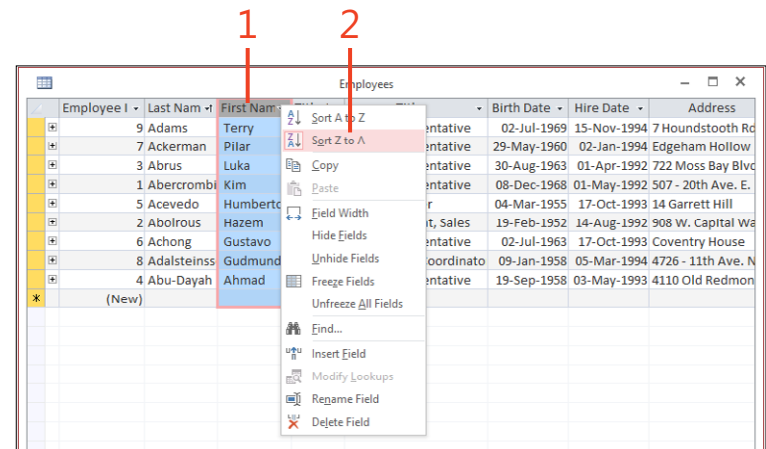 1 2
Employees
Employee I Last Nam First Nam Birth Date Hire Date Address
9 Adams Terry entative 02-Jul-1969 15-Nov-1994 7 Houndstooth Rd
7 Ackerman Pilar entative 29-May-1960 02-Jan-1994 Edgeham Hollow
3 Abrus Luka entative 30-Aug-1963 01-Apr-1992 722 Moss Bay Blvd
1 Abercrombi Kim entative 08-Dec-1968 01-May-1992 507 - 20th Ave. E.
5 Acevedo Humberto r 04-Mar-1955 17-Oct-1993 14 Garrett Hill
2 Abolrous Hazem nt, Sales 19-Feb-1952 14-Aug-1992 908 W. Capital Wa
6 Achong Gustavo entative 02-Jul-1963 17-Oct-1993 Coventry House
8 Adalsteinss Gudmund Coordinato 09-Jan-1958 05-Mar-1994 4726 - 11th Ave. N
4 Abu-Dayah Ahmad entative 19-Sep-1958 03-May-1993 4110 Old Redmon
* (New)
Sort A to Z
Sort Z to A
Copy
Paste
Field Width
Hide Fields
Unhide Fields
Freeze Fields
Unfreeze All Fields
Find...
Insert Field
Modify Lookups
Rename Field
Delete Field